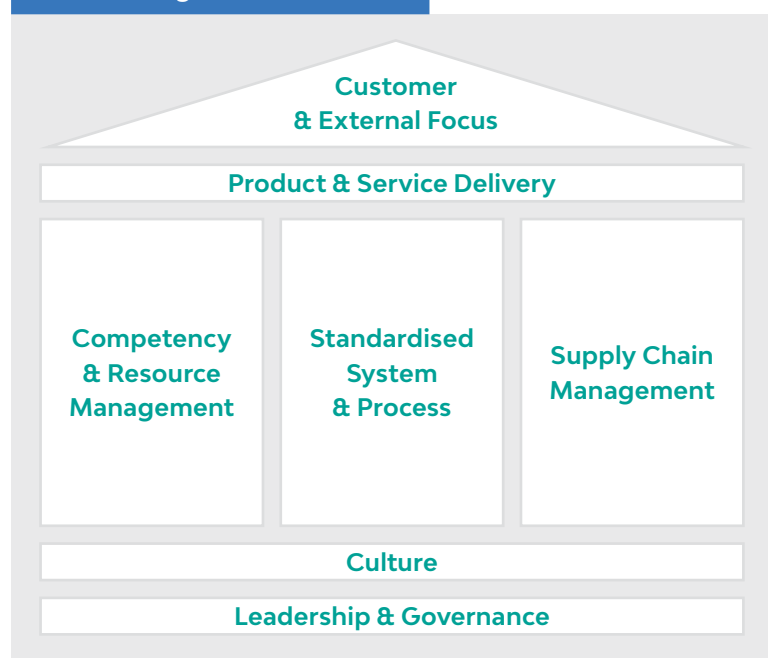 Customer
& External Focus
Product & Service Delivery
Competency
& Resource
Management
Standardised
System
& Process
Supply Chain
Management
Culture
Leadership & Governance